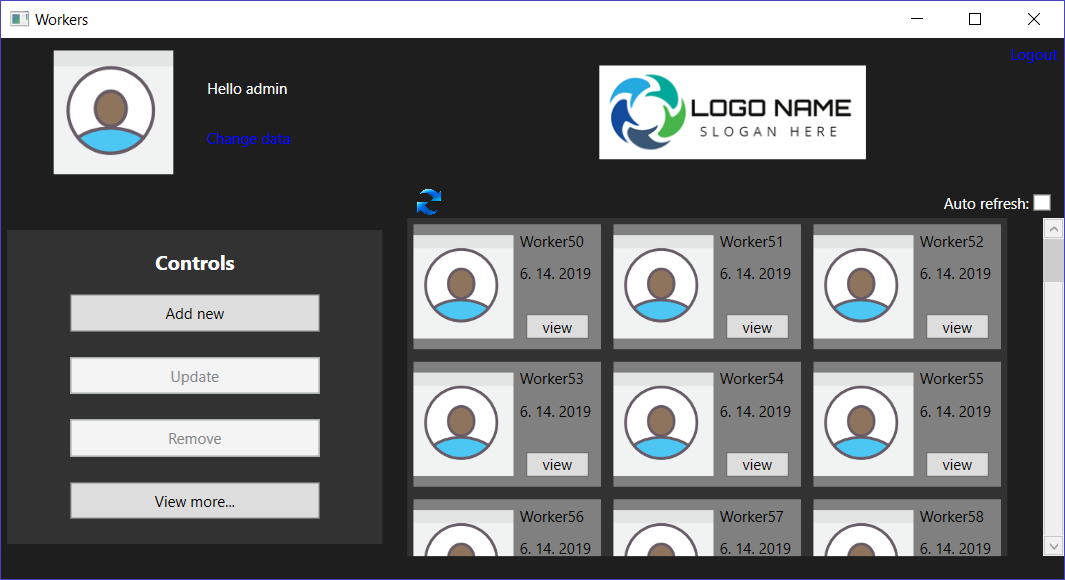 Workers
Logout
Hello admin
Change data
LOGO NAME
SLOGAN HERE
Auto refresh:
Controls
Add new
Update
Remove
View more...
Worker50
6. 14. 2019
view
Worker51
6. 14. 2019
view
Worker52
6. 14. 2019
view
Worker53
6. 14. 2019
view
Worker54
6. 14. 2019
view
Worker55
6. 14. 2019
view
Worker56
6. 14. 2019
Worker57
6. 14. 2019
Worker58
6. 14. 2019